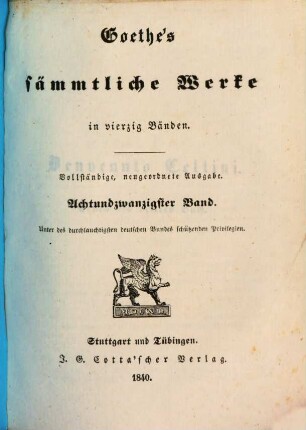 Goethe's
sämmtliche Werke
in vierzig Bänden.
Vollständige, neugeordnete Ausgabe.
Achtundzwanzigster Band.
Unter des durchlauchtigsten deutschen Bundes schützenden Privilegien.
Stuttgart und Tübingen.
J. G. Cotta'scher Verlag.
1840.